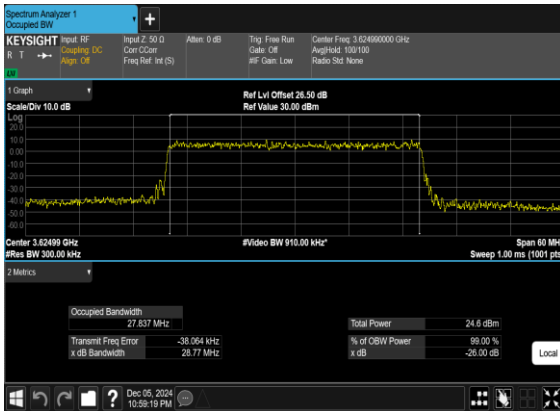 Spectrum Analyzer 1
Occupied BW
+
KEYSIGHT
R T
LXI
Input: RF
Coupling: DC
Align: Off
Input Z: 50 Ω
Corr CCorr
Freq Ref: Int (S)
Atten: 0 dB
Trig: Free Run
Gate: Off
#IF Gain: Low
Center Freq: 3.624990000 GHz
Avg|Hold: 100/100
Radio Std: None
1 Graph
Scale/Div 10.0 dB
Ref Lvl Offset 26.50 dB
Ref Value 30.00 dBm
Log
20.0
10.0
0.00
-10.0
-20.0
-30.0
-40.0
-50.0
-60.0
Center 3.62499 GHz
#Res BW 300.00 kHz
#Video BW 910.00 kHz*
Span 60 MH
Sweep 1.00 ms (1001 pts
2 Metrics
Occupied Bandwidth
27.837 MHz
Transmit Freq Error -38.064 kHz
x dB Bandwidth 28.77 MHz
Total Power 24.6 dBm
% of OBW Power 99.00 %
x dB -26.00 dB
Local
?
Dec 05, 2024
10:59:19 PM